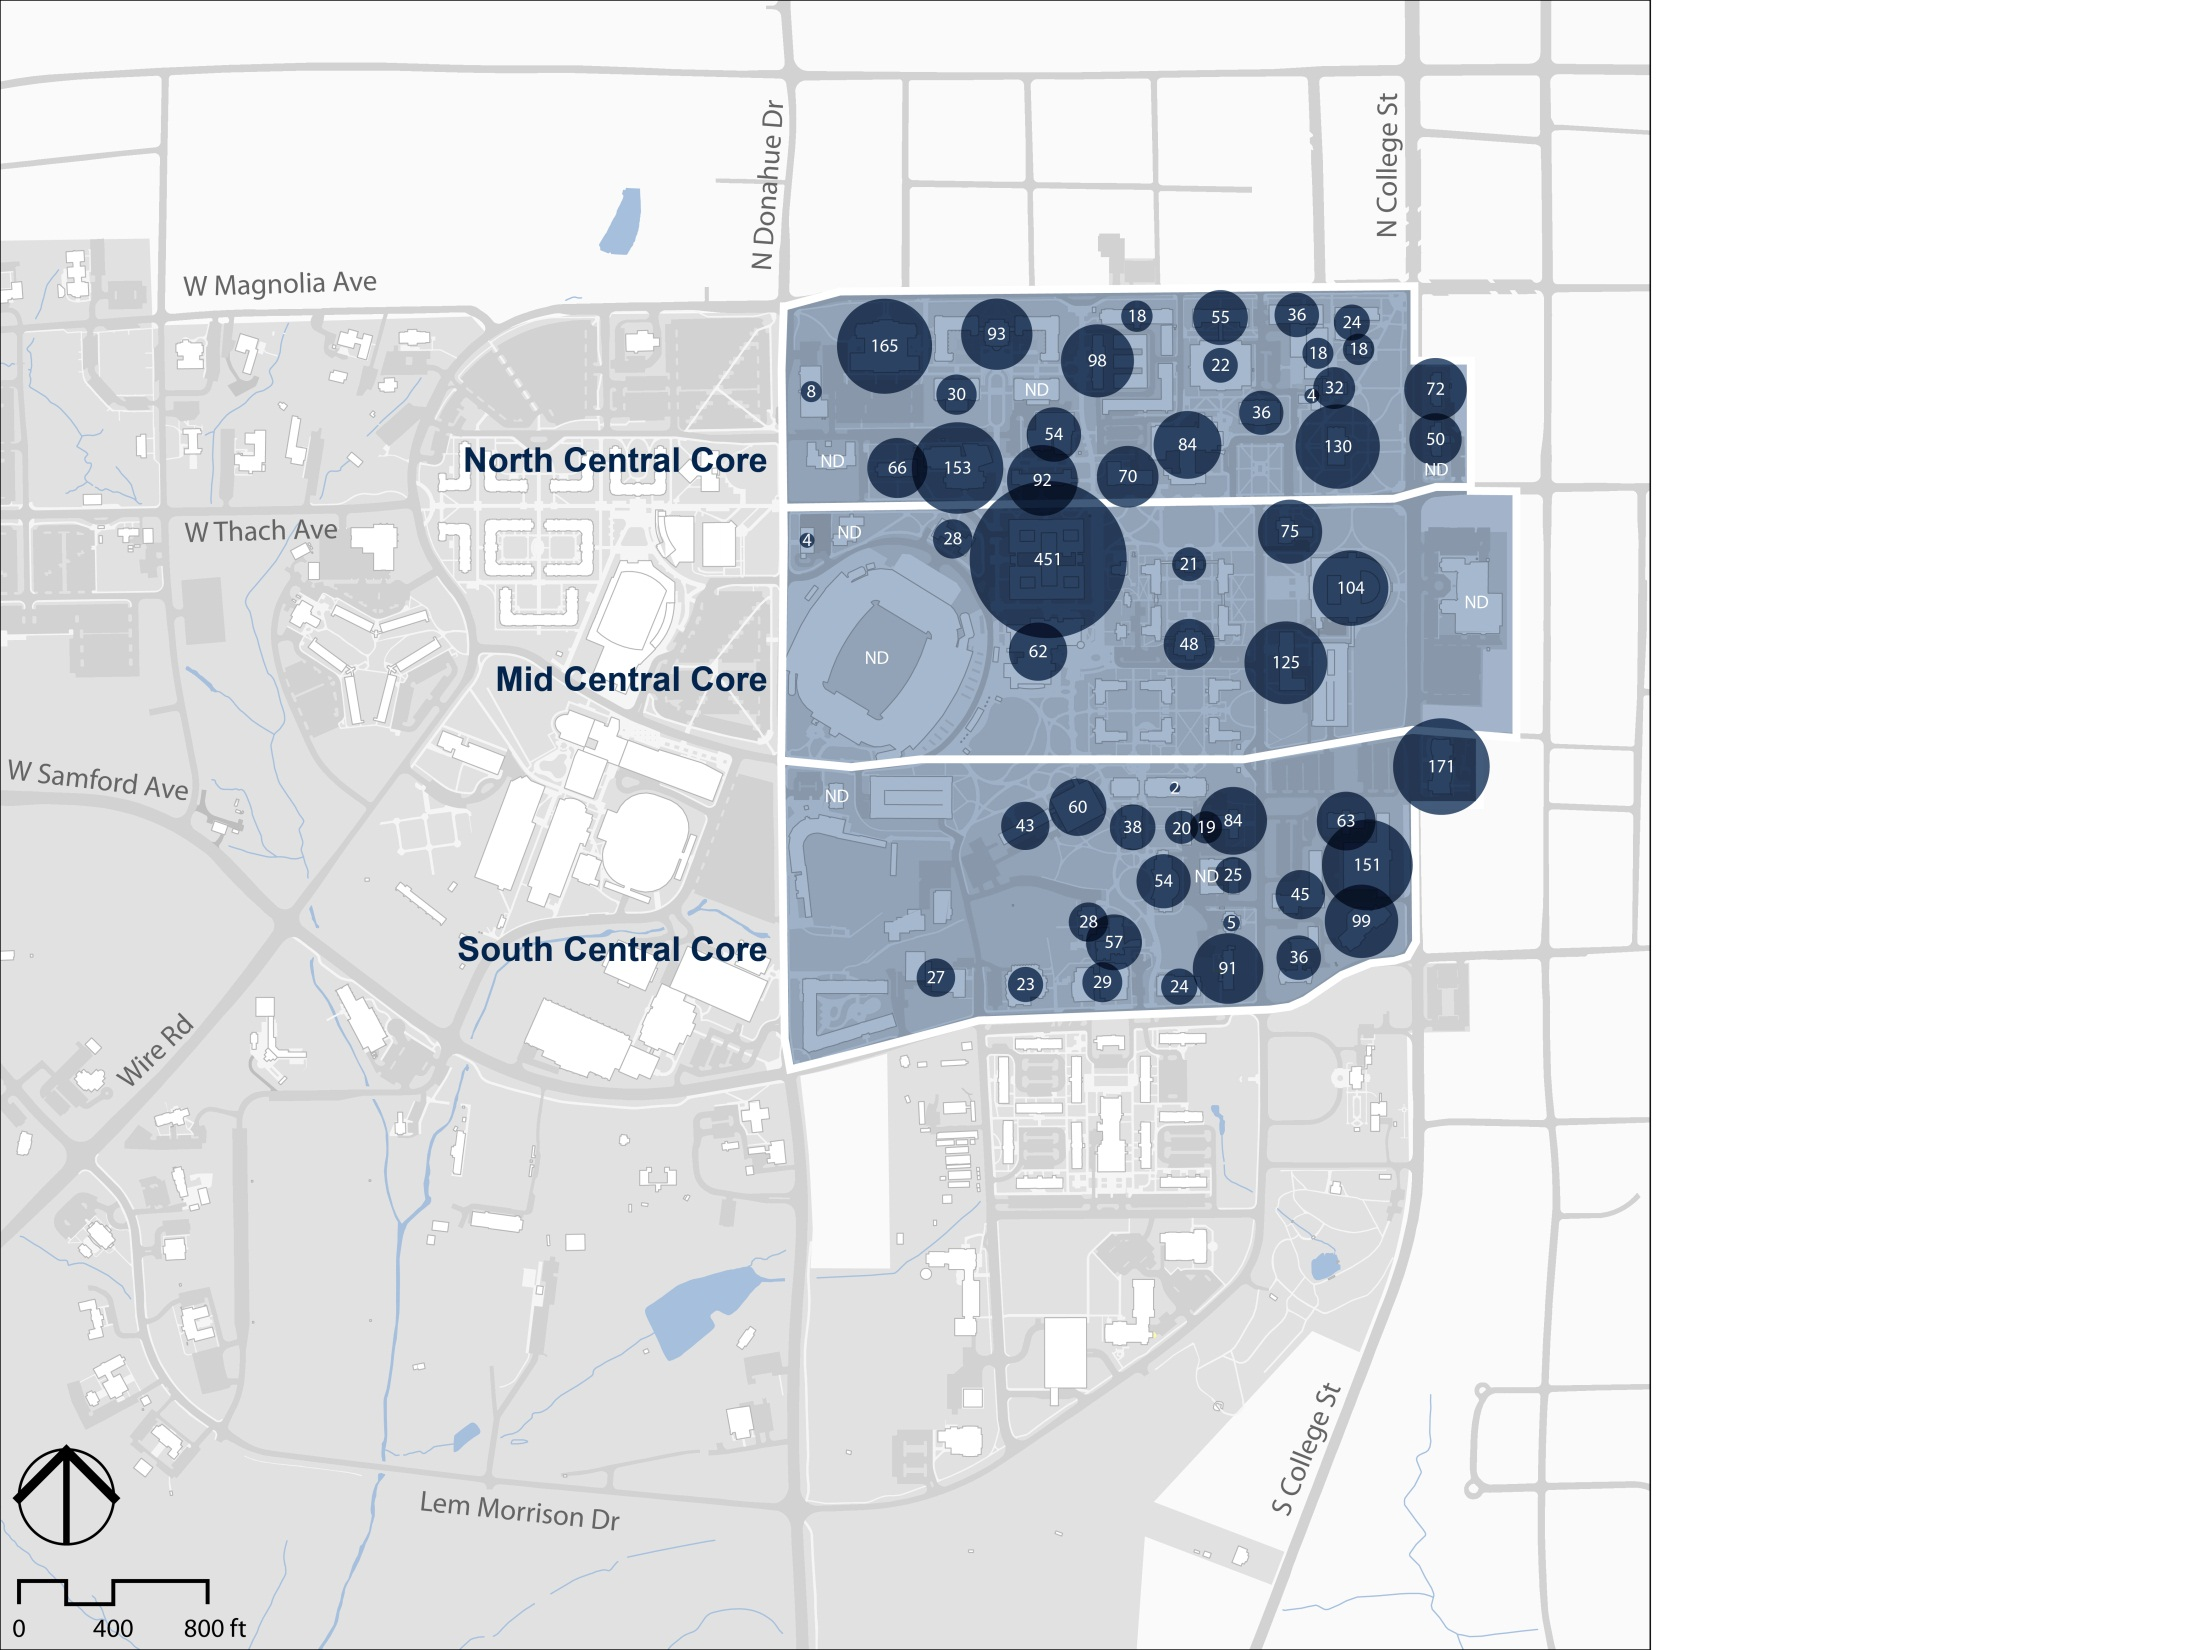 N Donahue Dr
N College St
W Magnolia Ave
18
55
36
24
165
93
98
22
18
18
8
30
ND
4
32
72
36
54
84
130
50
North Central Core
ND
66
153
92
70
ND
W Thach Ave
4
ND
28
451
21
75
104
ND
62
48
125
ND
Mid Central Core
W Samford Ave
171
ND
2
43
60
38
20
19
84
63
54
ND
25
151
45
28
5
99
57
South Central Core
36
27
23
29
24
91
Wire Rd
S College St
Lem Morrison Dr
0 400 800 ft